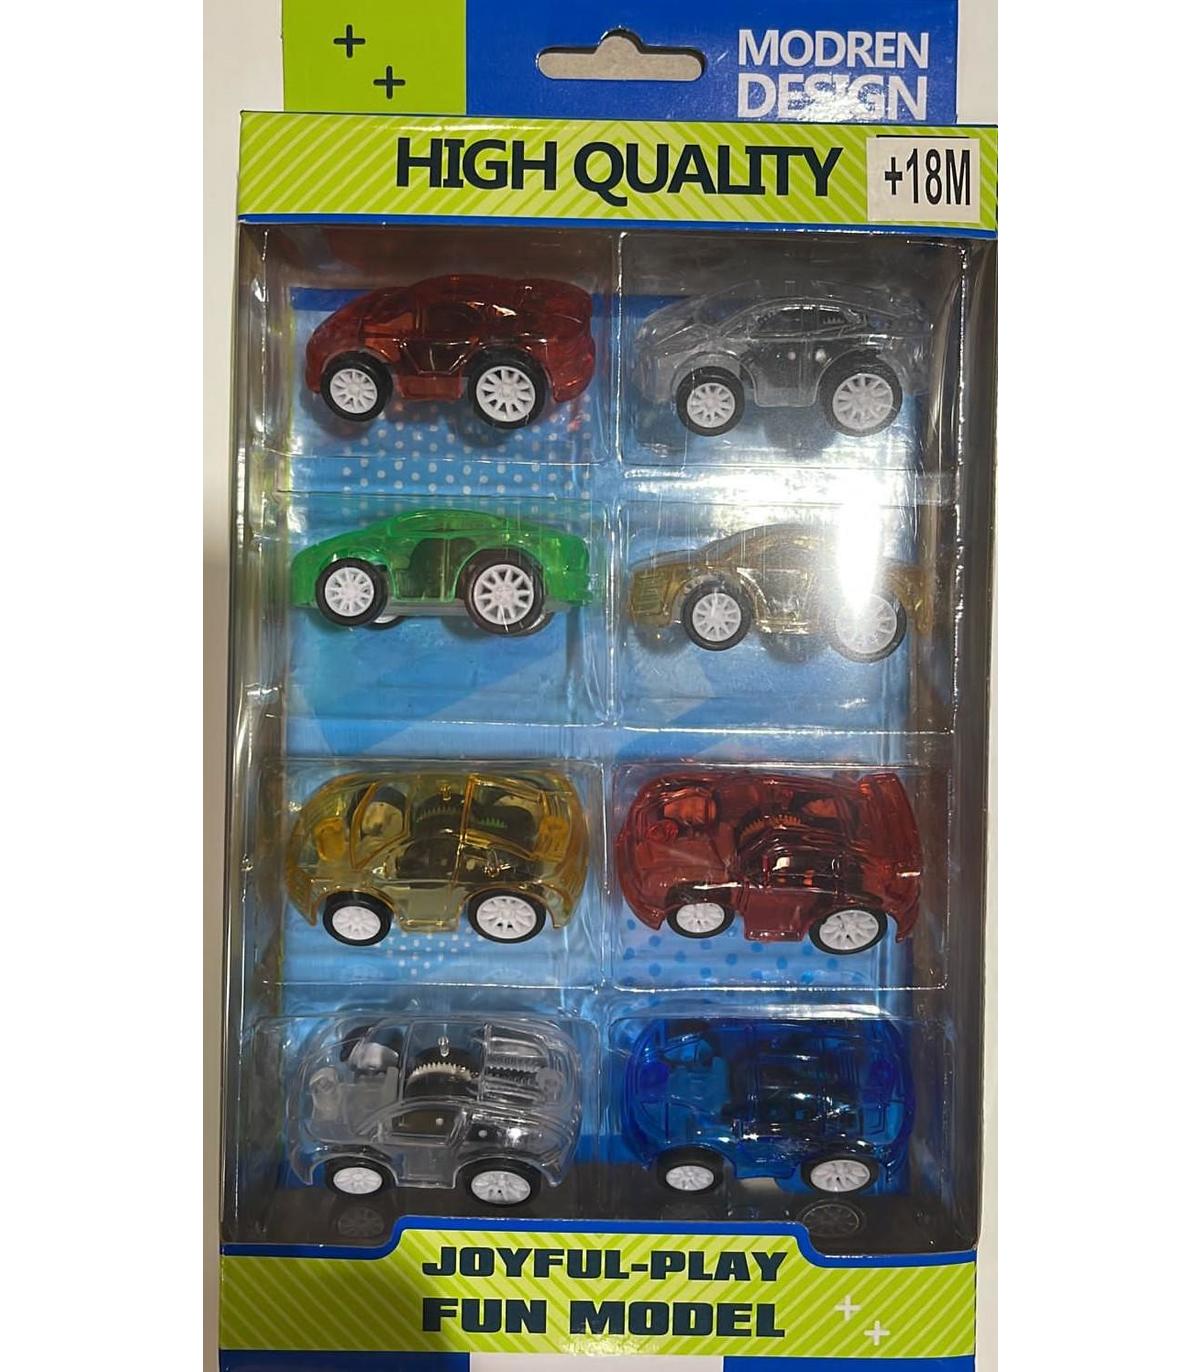 MODREN
DESIGN
HIGH QUALITY
+18M
JOYFUL-PLAY
FUN MODEL